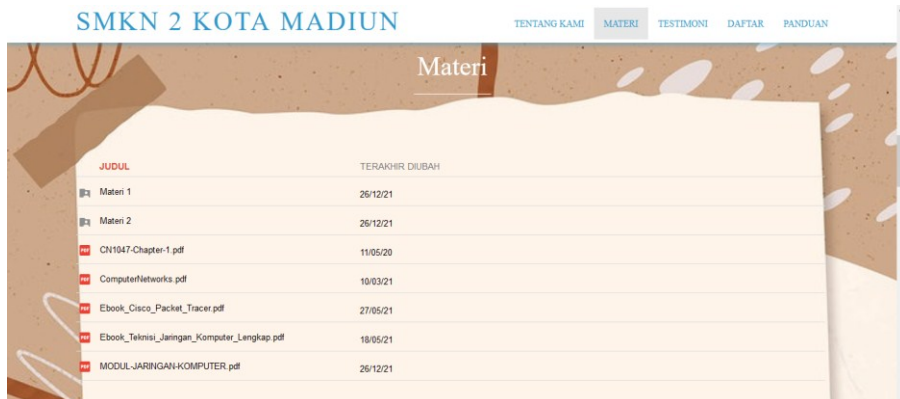 SMKN 2 KOTA MADIUN
TENTANG KAMI MATERI TESTIMONI DAFTAR PANDUAN
Materi
JUDUL TERAKHIR DIUBAH
Materi 1 26/12/21
Materi 2 26/12/21
CN1047-Chapter-1.pdf 11/05/20
ComputerNetworks.pdf 10/03/21
Ebook_Cisco_Packet_Tracer.pdf 27/05/21
Ebook_Teknisi_Jaringan_Komputer_Lengkap.pdf 18/05/21
MODUL-JARINGAN-KOMPUTER.pdf 26/12/21